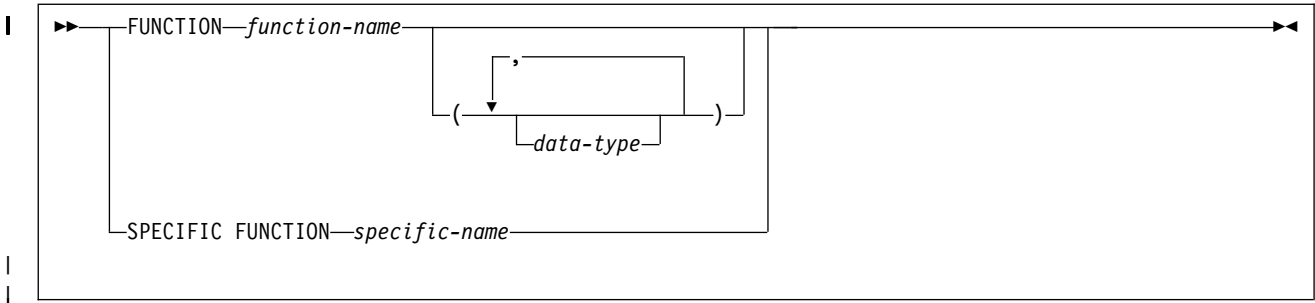 FUNCTION function-name
,
( )
data-type
SPECIFIC FUNCTION specific-name